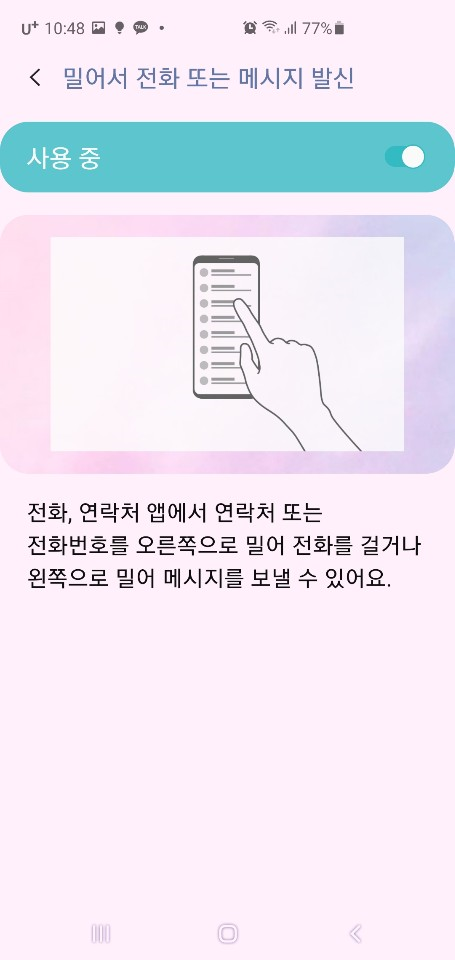 U+ 10:48 TALK 77%
밀어서 전화 또는 메시지 발신
사용 중
전화, 연락처 앱에서 연락처 또는
전화번호를 오른쪽으로 밀어 전화를 걸거나
왼쪽으로 밀어 메시지를 보낼 수 있어요.